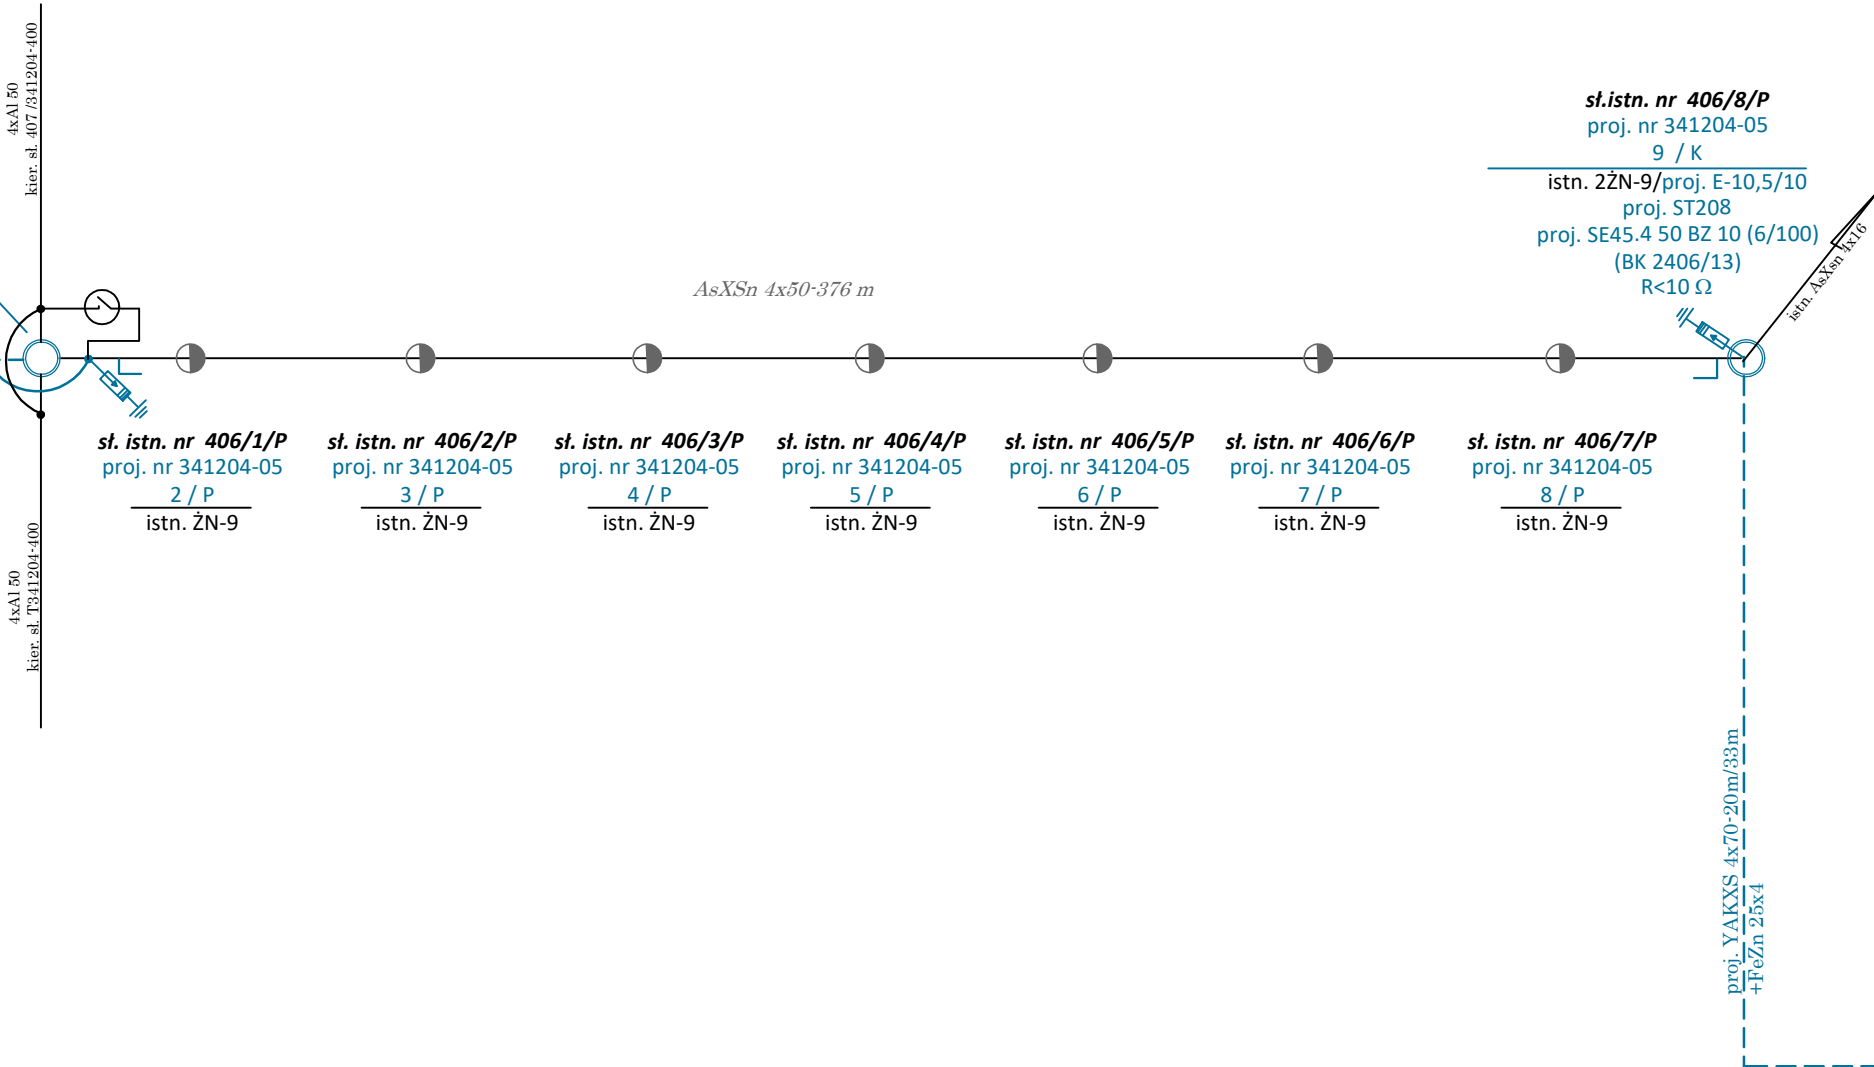 4xAl 50
kier. sł. 407 /341204-400
sł.istn. nr 406/8/P
proj. nr 341204-05
9 / K
istn. 2ŻN-9/proj. E-10,5/10
proj. ST208
proj. SE45.4 50 BZ 10 (6/100)
(BK 2406/13)
R<10 Ω
istn. AsXsn 4x16
AsXSn 4x50-376 m
sł. istn. nr 406/1/P
proj. nr 341204-05
2 / P
istn. ŻN-9
sł. istn. nr 406/2/P
proj. nr 341204-05
3 / P
istn. ŻN-9
sł. istn. nr 406/3/P
proj. nr 341204-05
4 / P
istn. ŻN-9
sł. istn. nr 406/4/P
proj. nr 341204-05
5 / P
istn. ŻN-9
sł. istn. nr 406/5/P
proj. nr 341204-05
6 / P
istn. ŻN-9
sł. istn. nr 406/6/P
proj. nr 341204-05
7 / P
istn. ŻN-9
sł. istn. nr 406/7/P
proj. nr 341204-05
8 / P
istn. ŻN-9
4xAl 50
kier. sł. T341204-400
proj. YAKXS 4x70-20m/33m
+FeZn 25x4